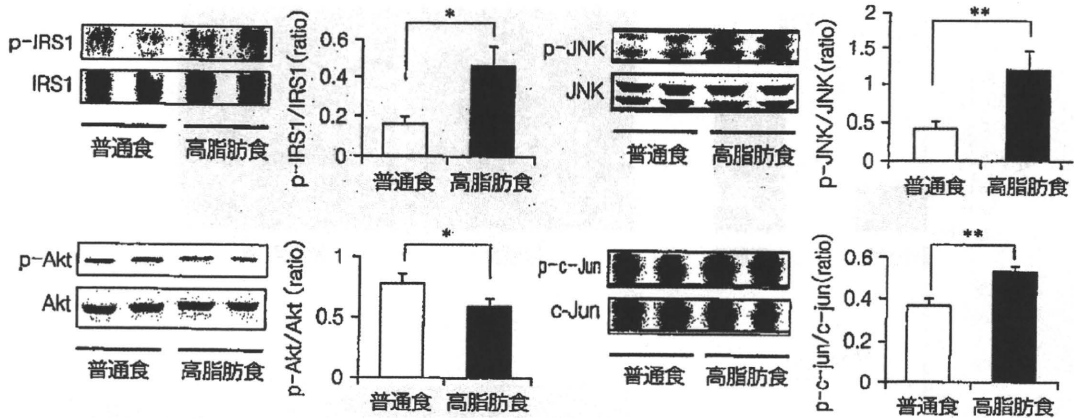 p-IRS1
IRS1
普通食 高脂肪食
p-IRS1/IRS1(ratio)
0.6
0.4
0.2
0
*
普通食 高脂肪食
p-JNK
JNK
普通食 高脂肪食
p-JNK/JNK(ratio)
2
1.5
1
0.5
0
**
普通食 高脂肪食
p-Akt
Akt
普通食 高脂肪食
p-Akt/Akt (ratio)
1
0.5
0
*
普通食 高脂肪食
p-c-Jun
c-Jun
普通食 高脂肪食
p-c-jun/c-jun(ratio)
0.6
0.4
0.2
0
**
普通食 高脂肪食